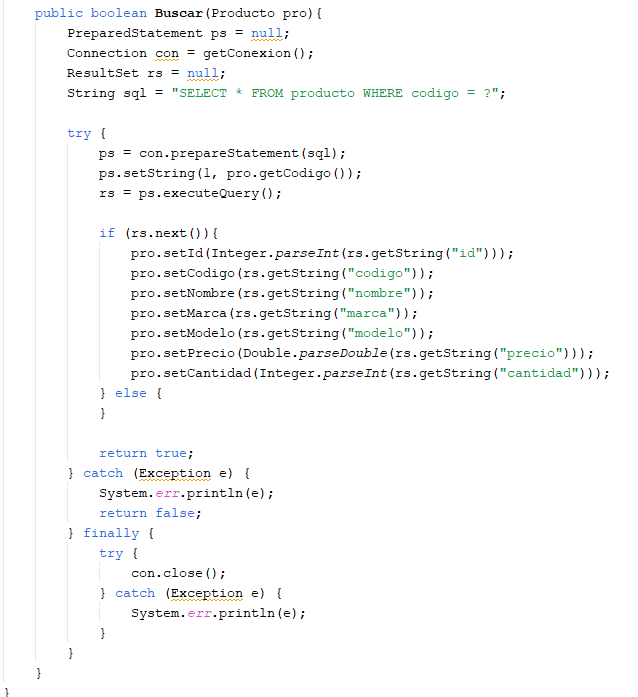 public boolean Buscar(Producto pro){
PreparedStatement ps = null;
Connection con = getConexion();
ResultSet rs = null;
String sql = "SELECT * FROM producto WHERE codigo = ?";
try {
ps = con.prepareStatement(sql);
ps.setString(1, pro.getCodigo());
rs = ps.executeQuery();
if (rs.next()){
pro.setId(Integer.parseInt(rs.getString("id")));
pro.setCodigo(rs.getString("codigo"));
pro.setNombre(rs.getString("nombre"));
pro.setMarca(rs.getString("marca"));
pro.setModelo(rs.getString("modelo"));
pro.setPrecio(Double.parseDouble(rs.getString("precio")));
pro.setCantidad(Integer.parseInt(rs.getString("cantidad")));
} else {
}
return true;
} catch (Exception e) {
System.err.println(e);
return false;
} finally {
try {
con.close();
} catch (Exception e) {
System.err.println(e);
}
}
}
}